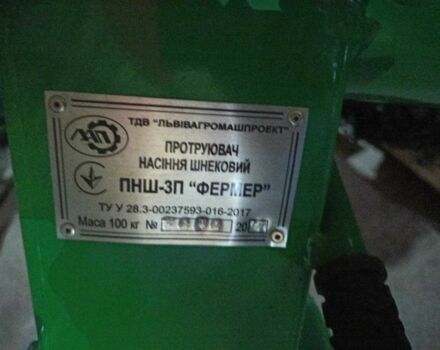 ТДВ "ЛЬВІВАГРОМАШПРОЕКТ"
ПРОТРУЮВАЧ
НАСІННЯ ШНЕКОВИЙ
ПНШ-3П "ФЕРМЕР"
ТУ У 28.3-00237593-016-2017
Маса 100 кг №